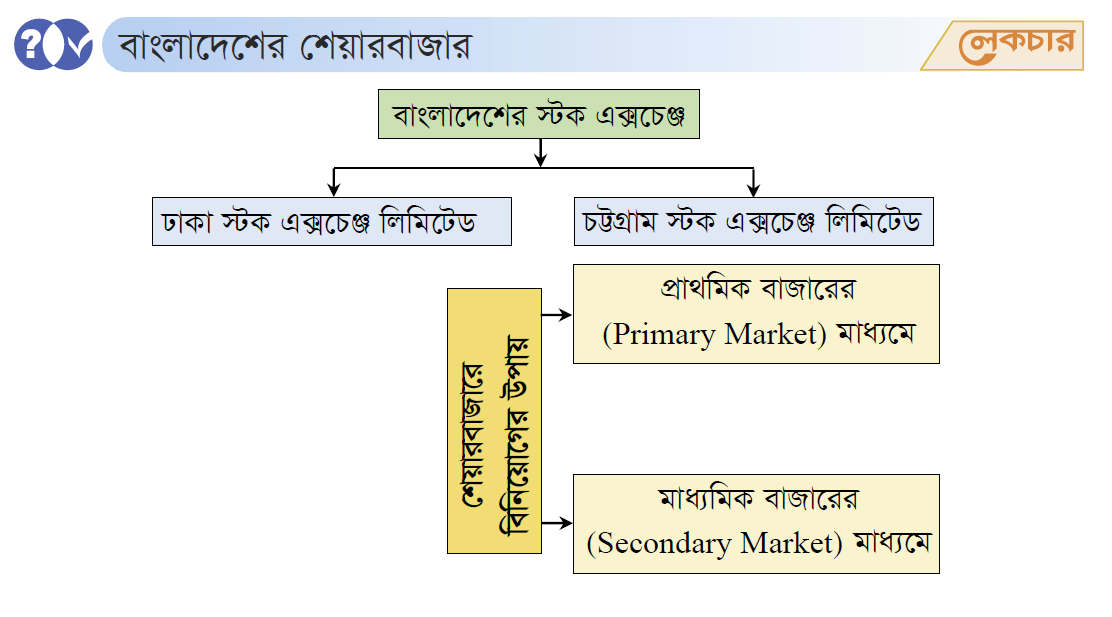 বাংলাদেশের শেয়ারবাজার
লেকচার
বাংলাদেশের স্টক এক্সচেঞ্জ
ঢাকা স্টক এক্সচেঞ্জ লিমিটেড
চট্টগ্রাম স্টক এক্সচেঞ্জ লিমিটেড
শেয়ারবাজারে
বিনিয়োগের উপায়
প্রাথমিক বাজারের
(Primary Market) মাধ্যমে
মাধ্যমিক বাজারের
(Secondary Market) মাধ্যমে